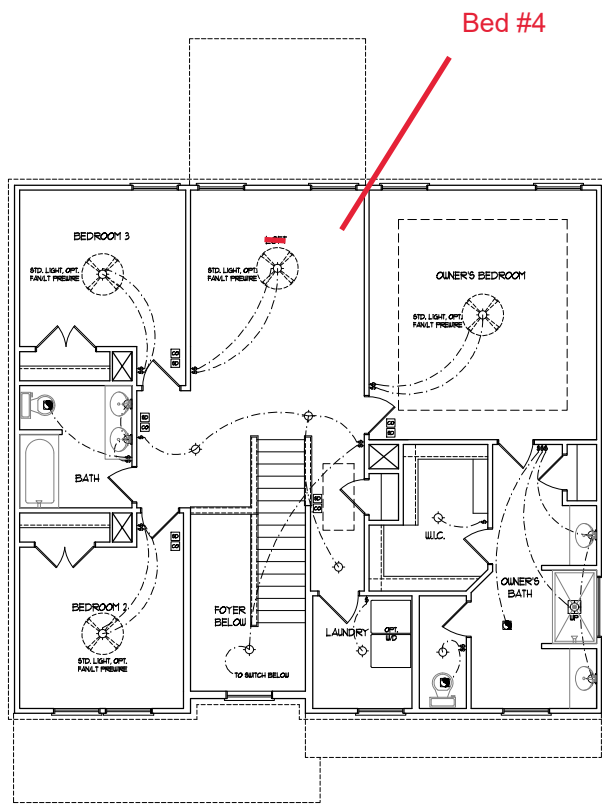 Bed #4
BEDROOM 3
STD. LIGHT, OPT.
FAN/LT PREWIRE
STD. LIGHT, OPT.
FAN/LT PREWIRE
OWNER'S BEDROOM
STD. LIGHT, OPT.
FAN/LT PREWIRE
BATH
W.I.C.
BEDROOM 2
STD. LIGHT, OPT.
FAN/LT PREWIRE
FOYER
BELOW
TO SWITCH BELOW
LAUNDRY
OPT.
W/D
OWNER'S
BATH
UP